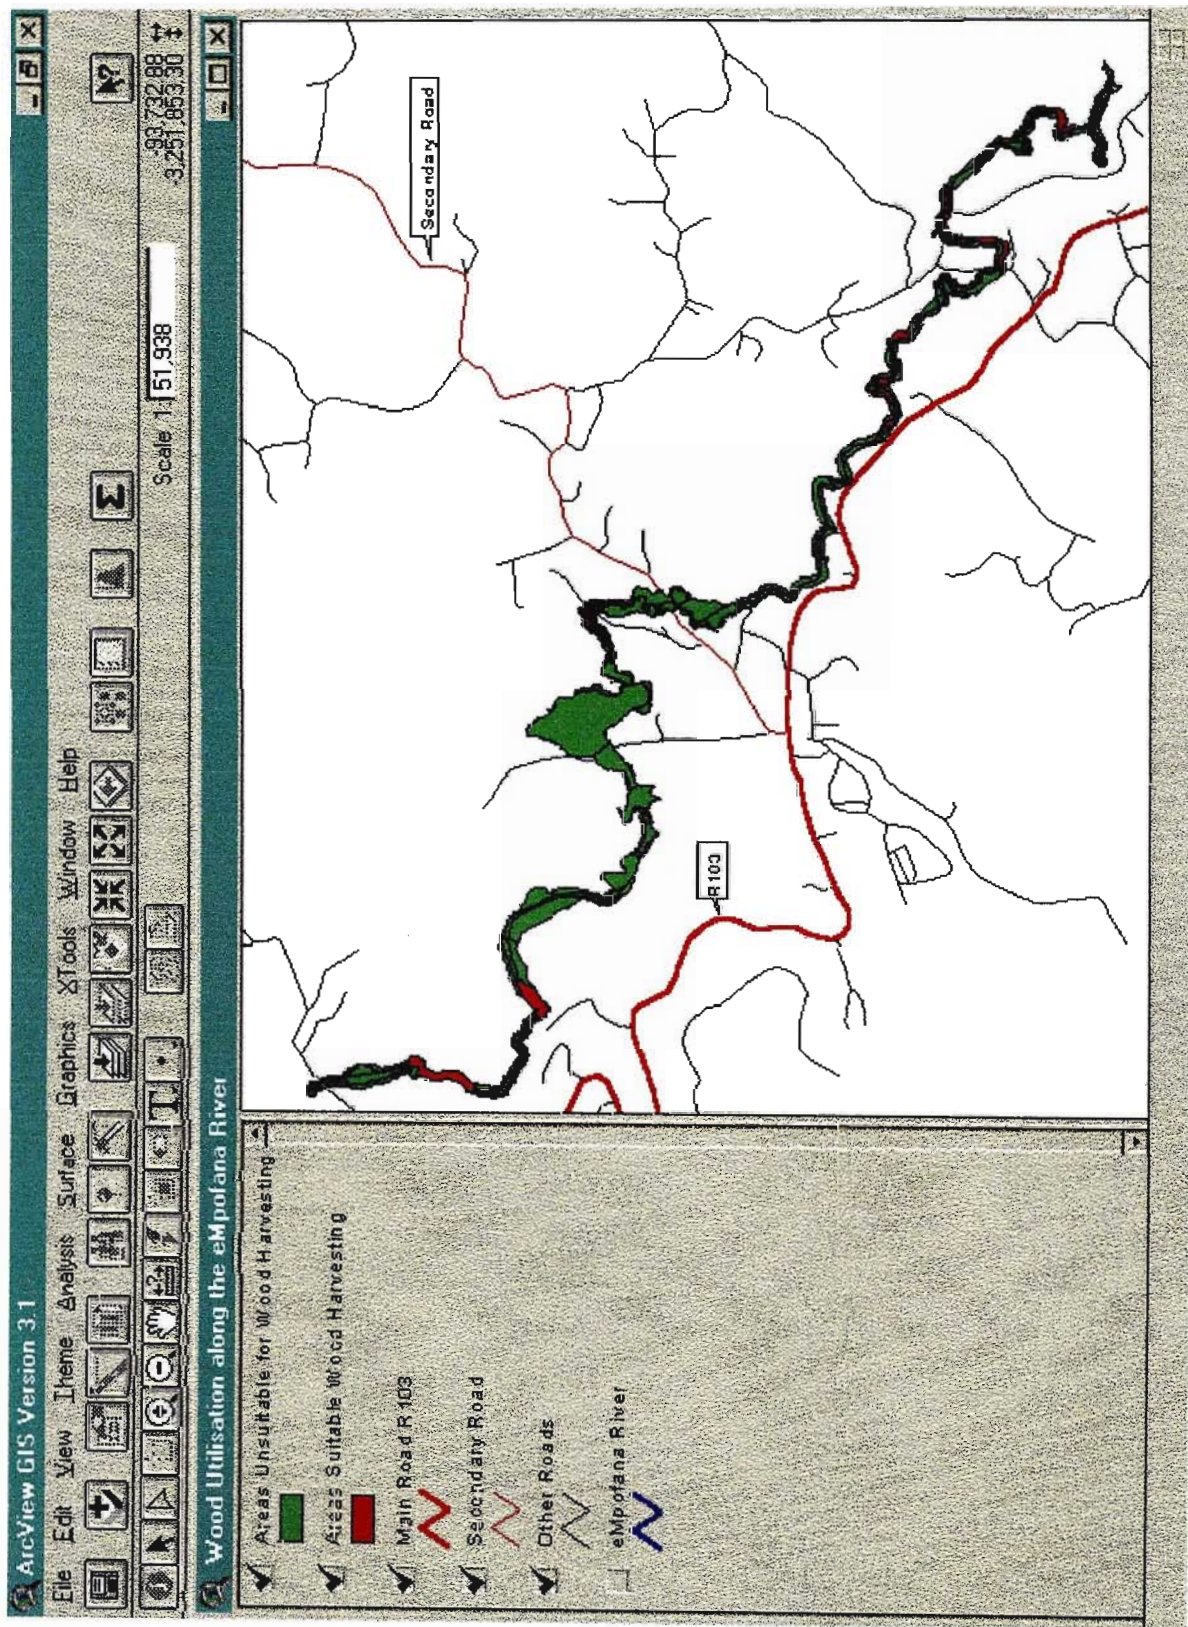 ArcView GIS Version 3.1
File Edit View Theme Analysis Surface Graphics XTools Window Help
Scale 1: 51,938
-93,732.88
-3,251,853.30
Wood Utilisation along the eMpofana River
Areas Unsuitable for Wood Harvesting
Areas Suitable Wood Harvesting
Main Road R103
Secondary Road
Other Roads
eMpofana River
Secondary Road
R103